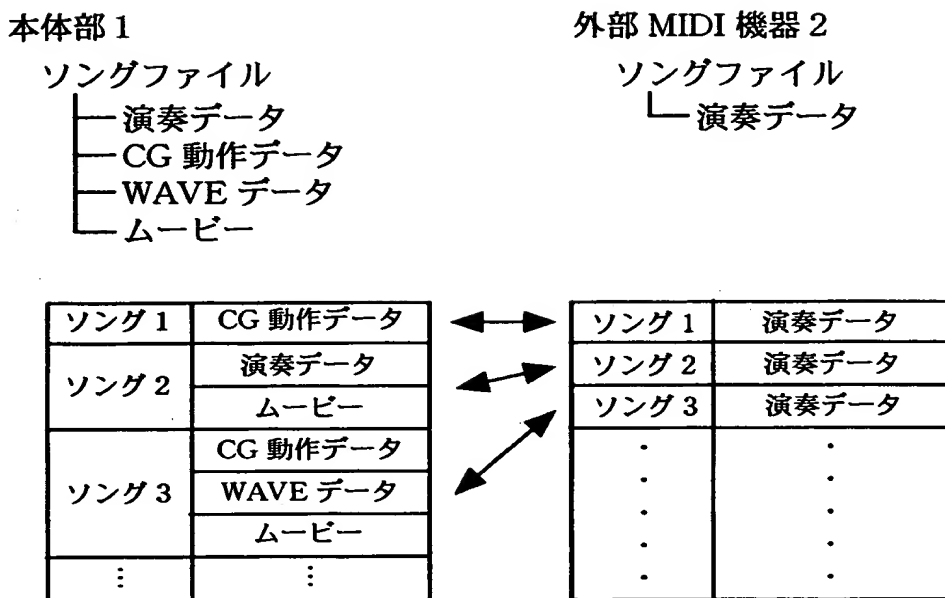 本体部 1
ソングファイル
演奏データ
CG 動作データ
WAVE データ
ムービー
外部 MIDI 機器 2
ソングファイル
演奏データ
ソング 1 CG 動作データ
ソング 2 演奏データ
ムービー
ソング 3 CG 動作データ
WAVE データ
ムービー
⋮ ⋮
ソング 1 演奏データ
ソング 2 演奏データ
ソング 3 演奏データ